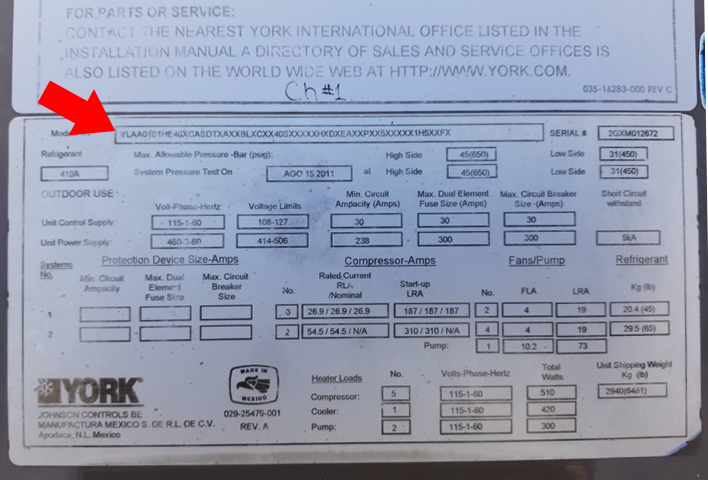 FOR PARTS OR SERVICE:
CONTACT THE NEAREST YORK INTERNATIONAL OFFICE LISTED IN THE
INSTALLATION MANUAL A DIRECTORY OF SALES AND SERVICE OFFICES IS
ALSO LISTED ON THE WORLD WIDE WEB AT HTTP://WWW.YORK.COM.
Ch#1
035-16283-000 REV C
SERIAL # 2GXM012672
Refrigerant Max. Allowable Pressure -Bar (psig): High Side 45(650) Low Side 31(450)
410A System Pressure Test On AGO 15 2011 at High Side 45(650) Low Side 31(450)
OUTDOOR USE Volt-Phase-Hertz Voltage Limits Min. Circuit Ampacity (Amps) Max. Dual Element Fuse Size (Amps) Max. Circuit Breaker Size -(Amps) Short Circuit withstand
Unit Control Supply: 115-1-60 108-127 30 30 30
Unit Power Supply: 460-3-60 414-506 238 300 300 5kA
Systems No. Protection Device Size-Amps Compressor-Amps Fans/Pump Refrigerant
Min. Circuit Ampacity Max. Dual Element Fuse Size Max. Circuit Breaker Size No. Rated,Current RL/- /Nominal Start-up LRA No. FLA LRA Kg (lb)
1 3 26.9 / 26.9 / 26.9 187 / 187 / 187 2 4 19 20.4 (45)
2 2 54.5 / 54.5 / N/A 310 / 310 / N/A 4 4 19 29.5 (65)
Pump: 1 10.2 73
YORK
JOHNSON CONTROLS BE
MANUFACTURA MEXICO S. DE R.L. DE C.V.
Apodaca, N.L. Mexico
MADE IN MEXICO
029-25479-001
REV. A
Heater Loads No. Volts-Phase-Hertz Total Watts Unit Shipping Weight Kg (lb)
Compressor: 5 115-1-60 510 2940(6481)
Cooler: 1 115-1-60 420
Pump: 2 115-1-60 300